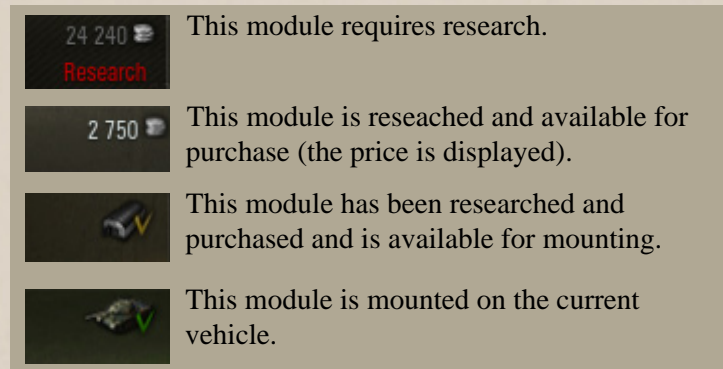 24 240
Research
This module requires research.
2 750
This module is reseached and available for
purchase (the price is displayed).
This module has been researched and
purchased and is available for mounting.
This module is mounted on the current
vehicle.